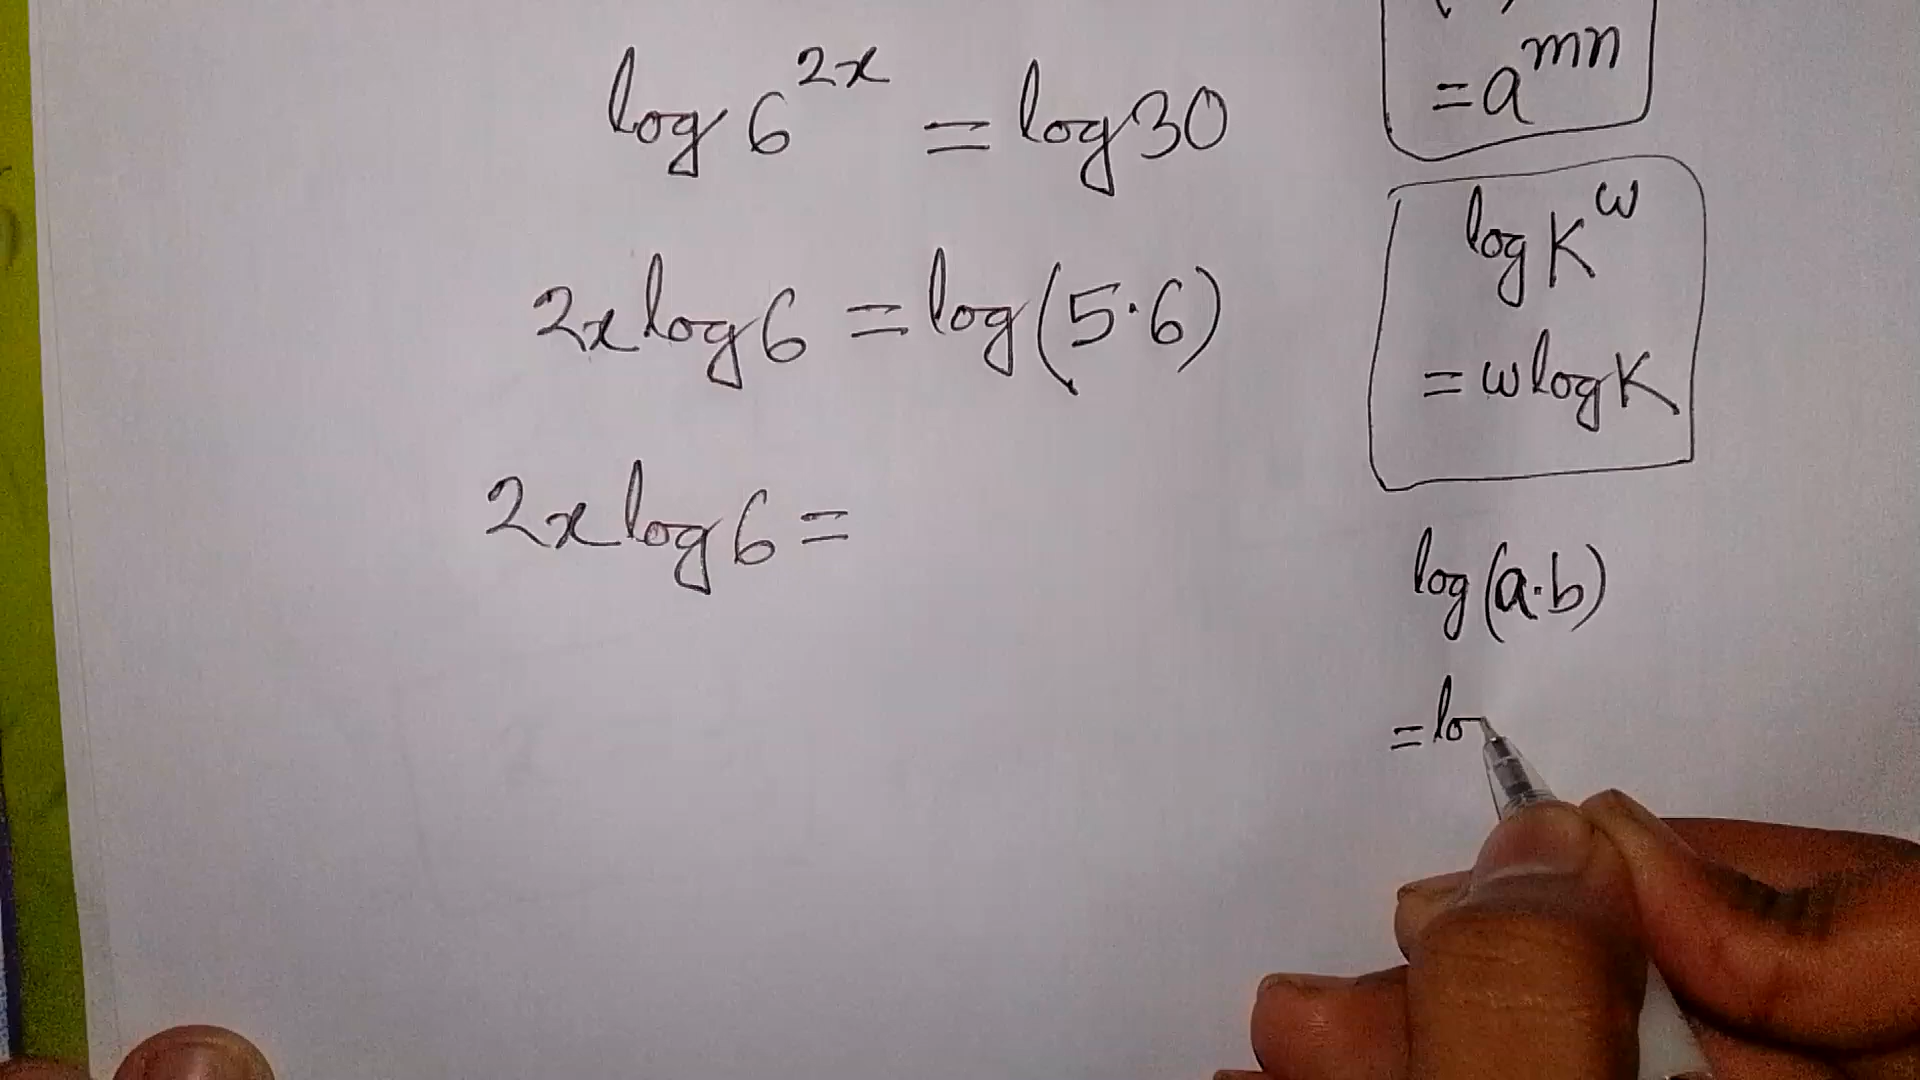 log 6^{2x} = log 30
2x log 6 = log(5·6)
2x log 6 =
= a^{mn}
log K^{w}
= w log K
log(a·b)
= lo